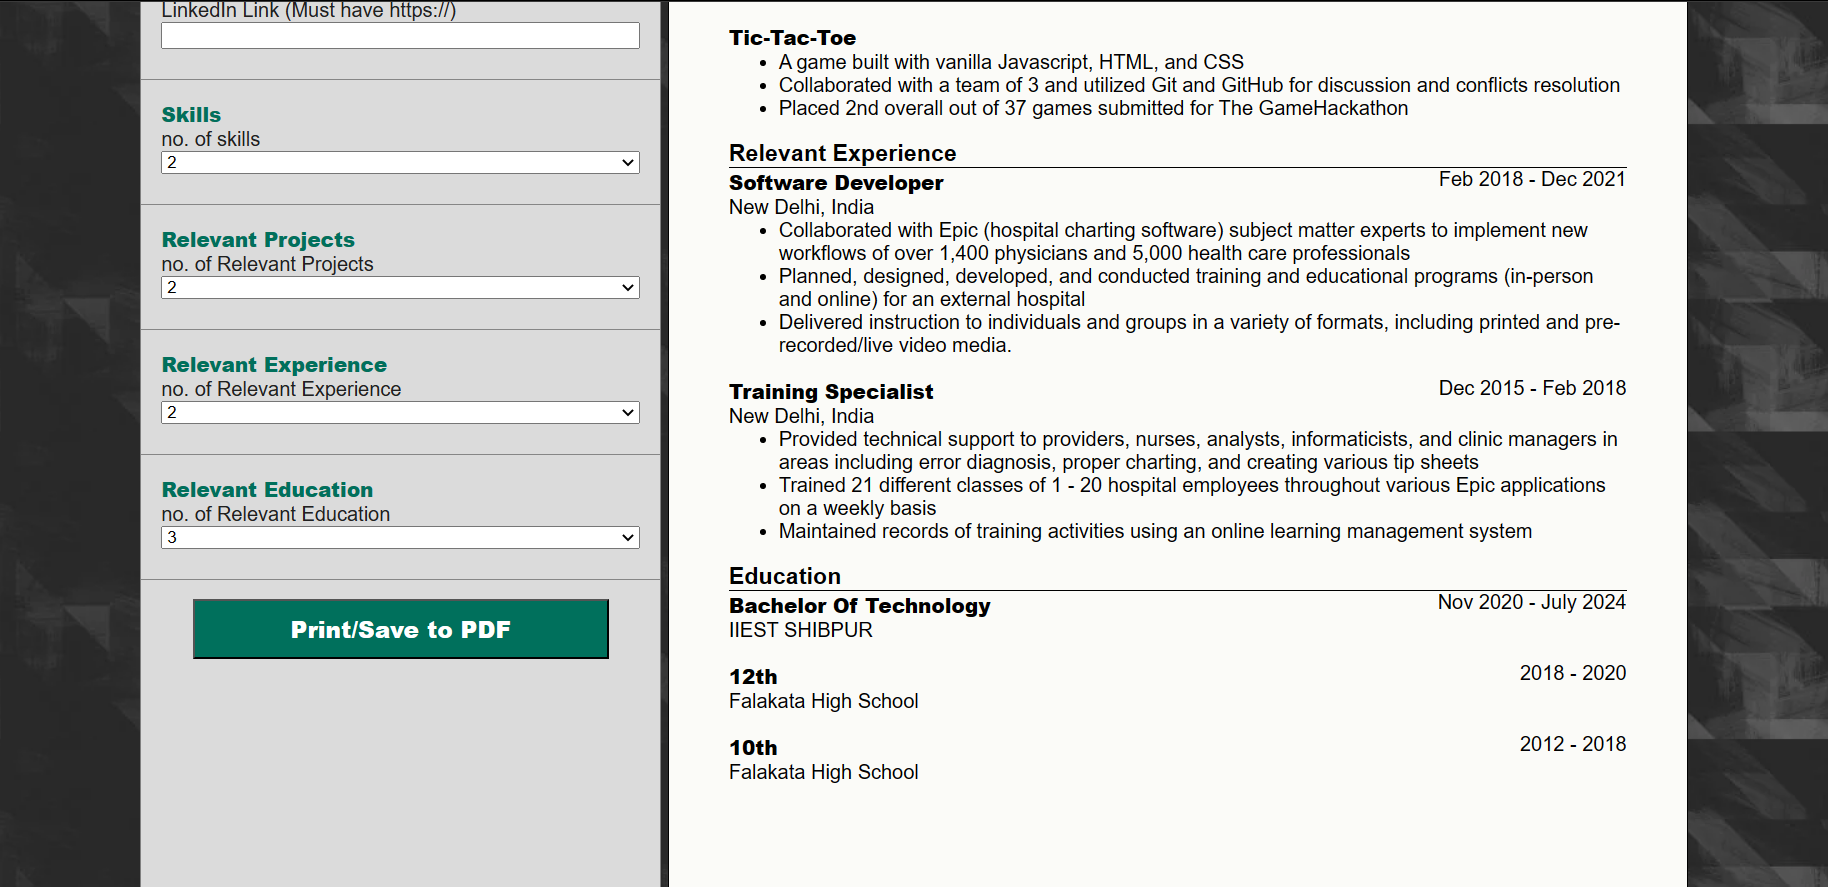 LinkedIn Link (Must have https://)
Skills
no. of skills
2
Relevant Projects
no. of Relevant Projects
2
Relevant Experience
no. of Relevant Experience
2
Relevant Education
no. of Relevant Education
3
Print/Save to PDF
Tic-Tac-Toe
• A game built with vanilla Javascript, HTML, and CSS
• Collaborated with a team of 3 and utilized Git and GitHub for discussion and conflicts resolution
• Placed 2nd overall out of 37 games submitted for The GameHackathon
Relevant Experience
Software Developer Feb 2018 - Dec 2021
New Delhi, India
• Collaborated with Epic (hospital charting software) subject matter experts to implement new
workflows of over 1,400 physicians and 5,000 health care professionals
• Planned, designed, developed, and conducted training and educational programs (in-person
and online) for an external hospital
• Delivered instruction to individuals and groups in a variety of formats, including printed and pre-
recorded/live video media.
Training Specialist Dec 2015 - Feb 2018
New Delhi, India
• Provided technical support to providers, nurses, analysts, informaticists, and clinic managers in
areas including error diagnosis, proper charting, and creating various tip sheets
• Trained 21 different classes of 1 - 20 hospital employees throughout various Epic applications
on a weekly basis
• Maintained records of training activities using an online learning management system
Education
Bachelor Of Technology Nov 2020 - July 2024
IIEST SHIBPUR
12th 2018 - 2020
Falakata High School
10th 2012 - 2018
Falakata High School